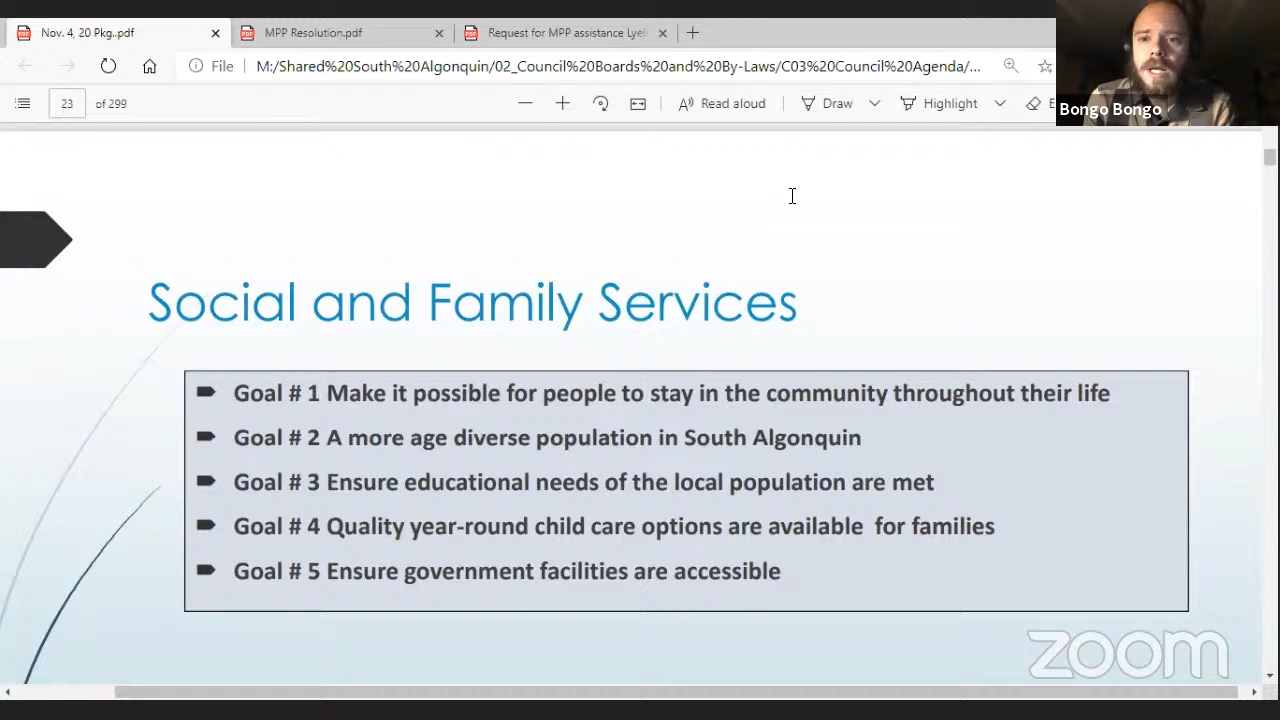 Nov. 4, 20 Pkg..pdf
MPP Resolution.pdf
Request for MPP assistance Lyell
File M:/Shared%20South%20Algonquin/02_Council%20Boards%20and%20By-Laws/C03%20Council%20Agenda/...
23 of 299
Read aloud
Draw
Highlight
Bongo Bongo
Social and Family Services
Goal # 1 Make it possible for people to stay in the community throughout their life
Goal # 2 A more age diverse population in South Algonquin
Goal # 3 Ensure educational needs of the local population are met
Goal # 4 Quality year-round child care options are available for families
Goal # 5 Ensure government facilities are accessible
zoom